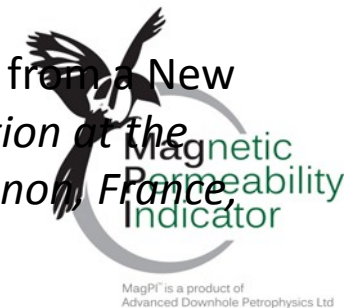 from a New
tion at the
Magnetic
non, France,
Permeability
Indicator
MagPI™ is a product of
Advanced Downhole Petrophysics Ltd